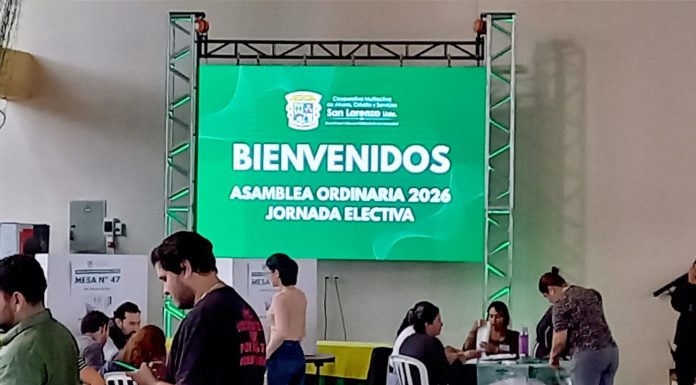 Cooperativa Multiactiva
de Ahorro, Crédito y Servicios
San Lorenzo Ltda.
BIENVENIDOS
ASAMBLEA ORDINARIA 2026
JORNADA ELECTIVA
MESA N° 47
MESA